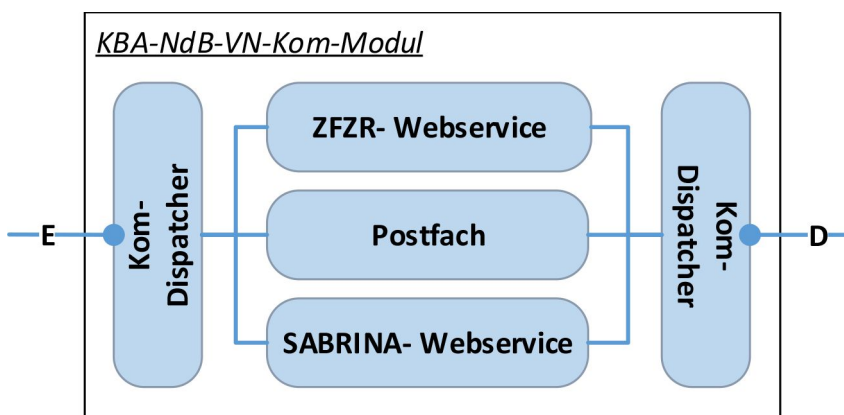 KBA-NdB-VN-Kom-Modul
E
Kom-
Dispatcher
ZFZR- Webservice
Postfach
SABRINA- Webservice
Kom-
Dispatcher
D